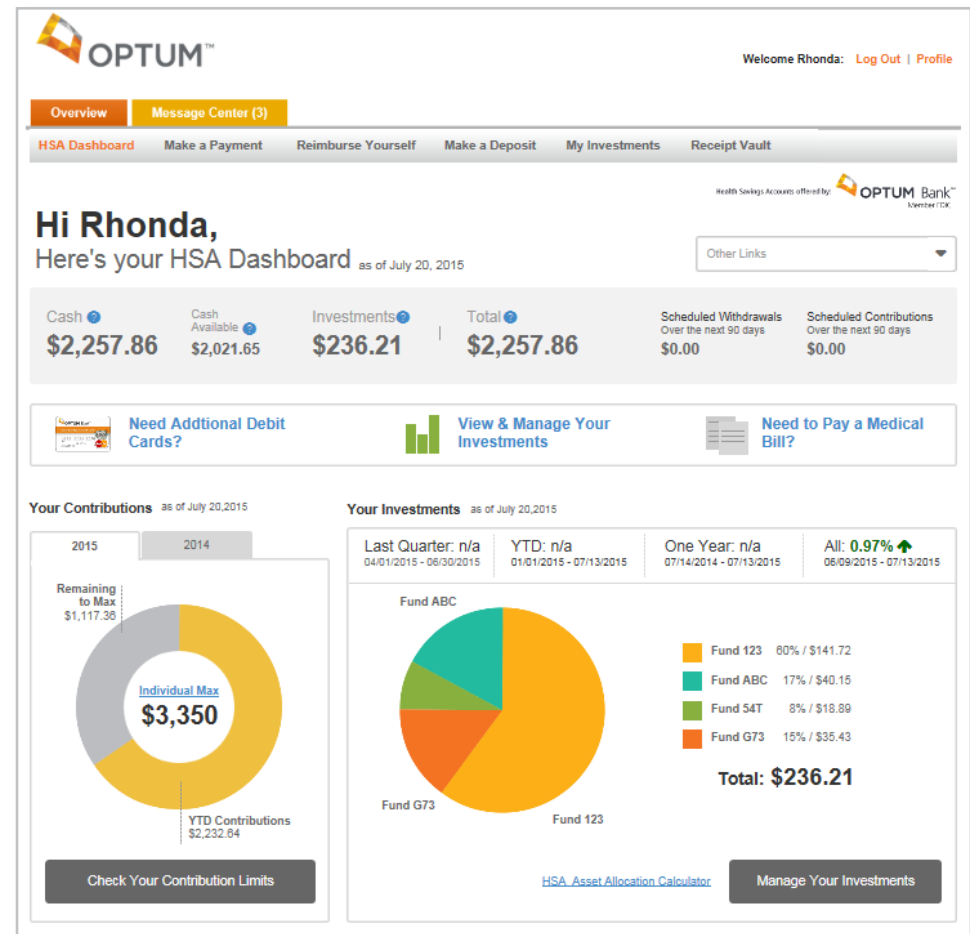 OPTUM™
Welcome Rhonda: Log Out | Profile
Overview
Message Center (3)
HSA Dashboard
Make a Payment
Reimburse Yourself
Make a Deposit
My Investments
Receipt Vault
Health Savings Accounts offered by:
OPTUM Bank™
Member FDIC
Hi Rhonda,
Here's your HSA Dashboard as of July 20, 2015
Other Links
Cash ?
$2,257.86
Cash
Available ?
$2,021.65
Investments ?
$236.21
|
Total ?
$2,257.86
Scheduled Withdrawals
Over the next 90 days
$0.00
Scheduled Contributions
Over the next 90 days
$0.00
Need Addtional Debit
Cards?
View & Manage Your
Investments
Need to Pay a Medical
Bill?
Your Contributions as of July 20,2015
2015
2014
Remaining
to Max
$1,117.36
Individual Max
$3,350
YTD Contributions
$2,232.64
Check Your Contribution Limits
Your Investments as of July 20,2015
Last Quarter: n/a
04/01/2015 - 06/30/2015
YTD: n/a
01/01/2015 - 07/13/2015
One Year: n/a
07/14/2014 - 07/13/2015
All: 0.97%
06/09/2015 - 07/13/2015
Fund ABC
Fund G73
Fund 123
Fund 123 60% / $141.72
Fund ABC 17% / $40.15
Fund 54T 8% / $18.89
Fund G73 15% / $35.43
Total: $236.21
HSA Asset Allocation Calculator
Manage Your Investments